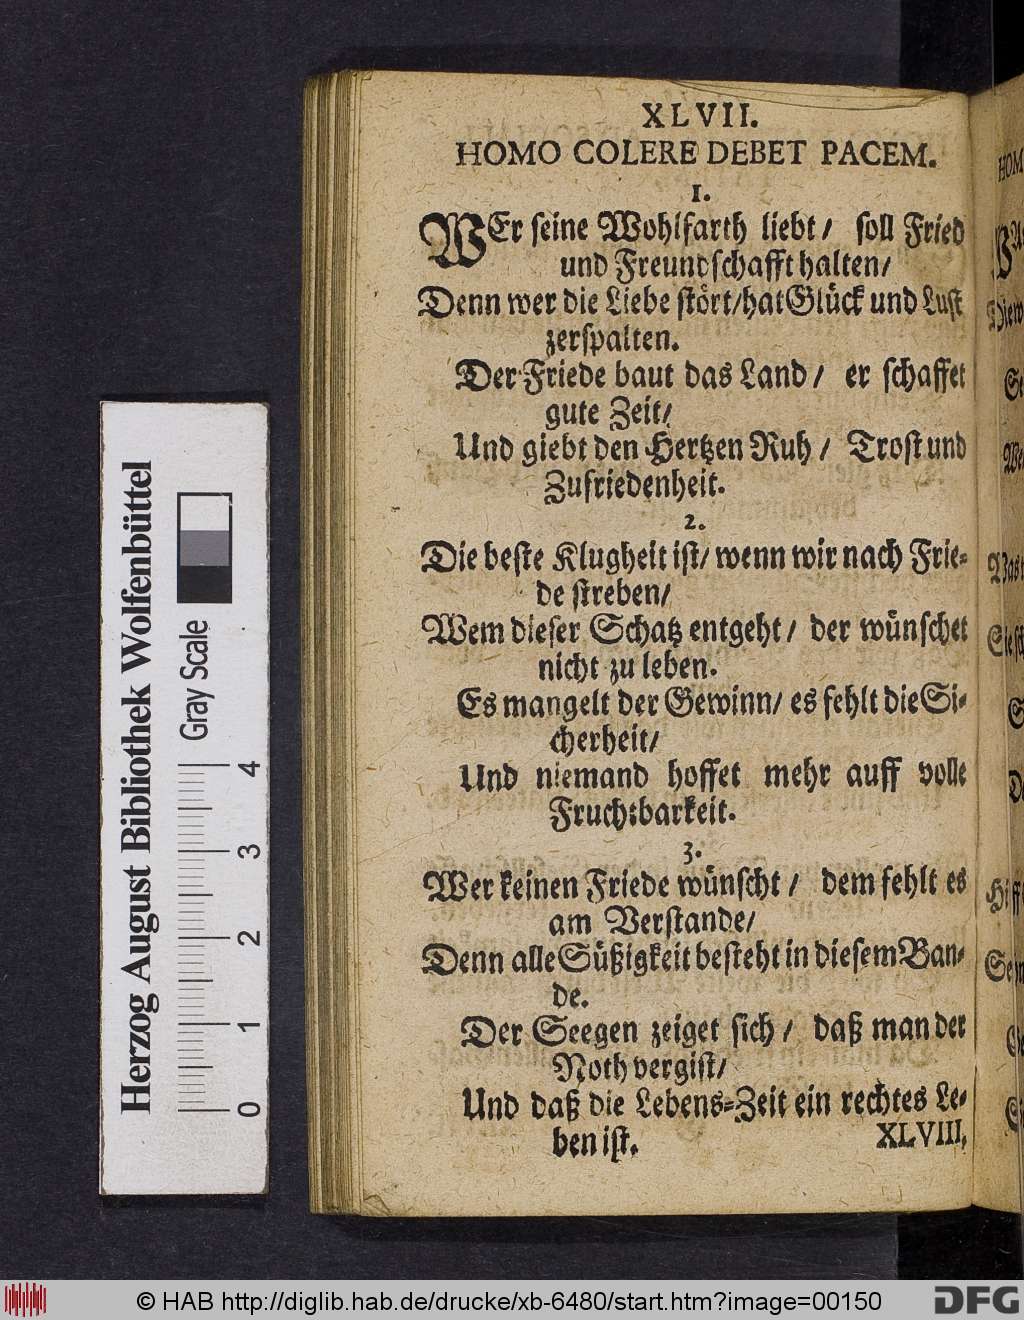 XLVII.
HOMO COLERE DEBET PACEM.
1.
WEr seine Wohlfarth liebt / soll Fried
und Freundschafft halten/
Denn wer die Liebe stört/hat Glück und Lust
zerspalten.
Der Friede baut das Land / er schaffet
gute Zeit/
Und giebt den Hertzen Ruh / Trost und
Zufriedenheit.
2.
Die beste Klugheit ist/ wenn wir nach Frie-
de streben/
Wem dieser Schatz entgeht / der wünschet
nicht zu leben.
Es mangelt der Gewinn/ es fehlt die Si-
cherheit/
Und niemand hoffet mehr auff volle
Fruchtbarkeit.
3.
Wer keinen Friede wünscht / dem fehlt es
am Verstande/
Denn alle Süßigkeit besteht in diesem Ban-
de.
Der Seegen zeiget sich / daß man der
Noth vergist/
Und daß die Lebens-Zeit ein rechtes Le-
ben ist.
XLVIII.
HOM
Herzog August Bibliothek Wolfenbüttel
Gray Scale
0 1 2 3 4
© HAB http://diglib.hab.de/drucke/xb-6480/start.htm?image=00150
DFG